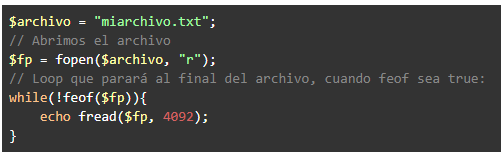 $archivo = "miarchivo.txt";
// Abrimos el archivo
$fp = fopen($archivo, "r");
// Loop que parará al final del archivo, cuando feof sea true:
while(!feof($fp)){
    echo fread($fp, 4092);
}